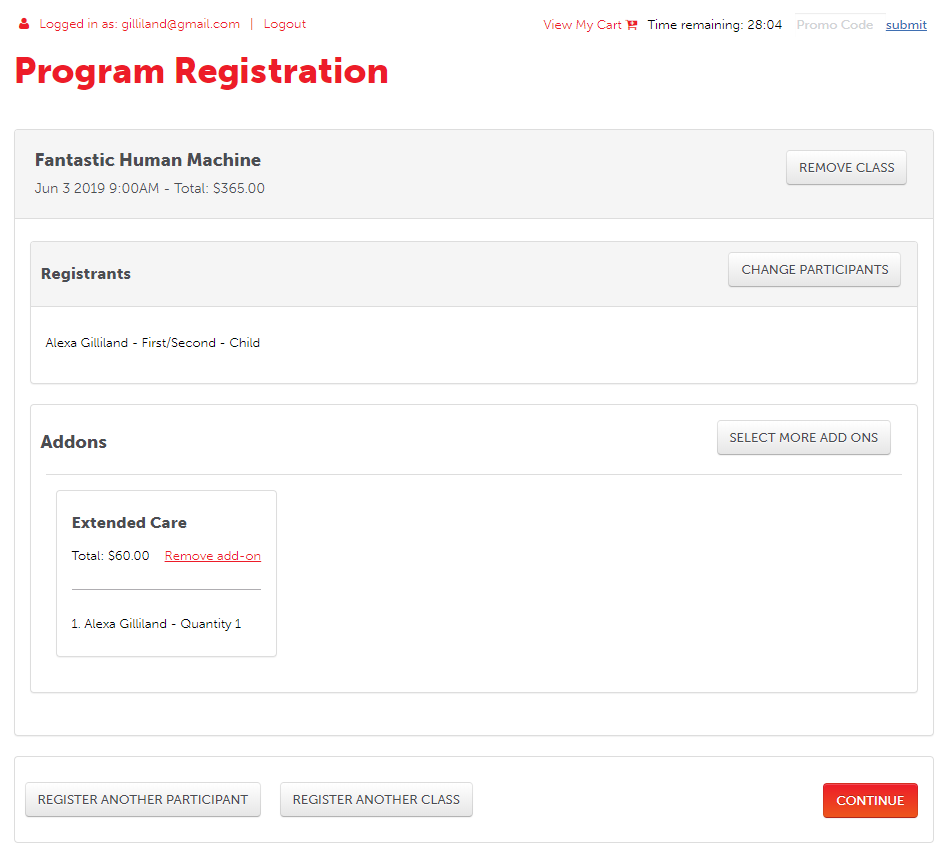 Logged in as: gilliland@gmail.com | Logout View My Cart Time remaining: 28:04 Promo Code submit
Program Registration
Fantastic Human Machine
Jun 3 2019 9:00AM - Total: $365.00
REMOVE CLASS
Registrants
CHANGE PARTICIPANTS
Alexa Gilliland - First/Second - Child
Addons
SELECT MORE ADD ONS
Extended Care
Total: $60.00 Remove add-on
1. Alexa Gilliland - Quantity 1
REGISTER ANOTHER PARTICIPANT REGISTER ANOTHER CLASS CONTINUE